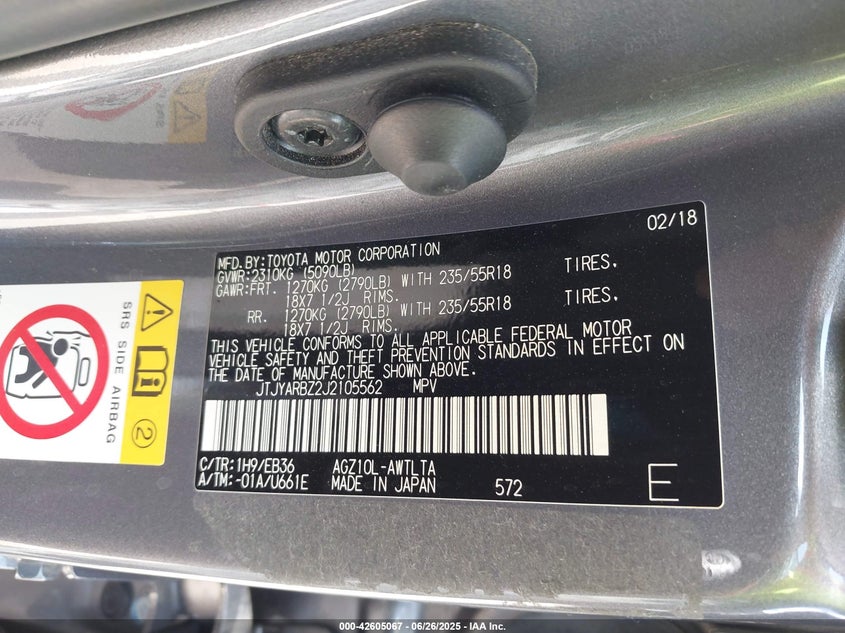 02/18
MFD.BY:TOYOTA MOTOR CORPORATION
GVWR:2310KG (5090LB)
GAWR:FRT. 1270KG (2790LB) WITH 235/55R18 TIRES.
18X7 1/2J RIMS.
RR. 1270KG (2790LB) WITH 235/55R18 TIRES.
18X7 1/2J RIMS.
THIS VEHICLE CONFORMS TO ALL APPLICABLE FEDERAL MOTOR
VEHICLE SAFETY AND THEFT PREVENTION STANDARDS IN EFFECT ON
THE DATE OF MANUFACTURE SHOWN ABOVE.
JTJYARBZ2J2105562 MPV
C/TR:1H9/EB36 AGZ10L-AWTLTA
A/TM:-01A/U661E MADE IN JAPAN 572 E
SRS SIDE AIRBAG
2
000-42605067 - 06/26/2025 - IAA Inc.